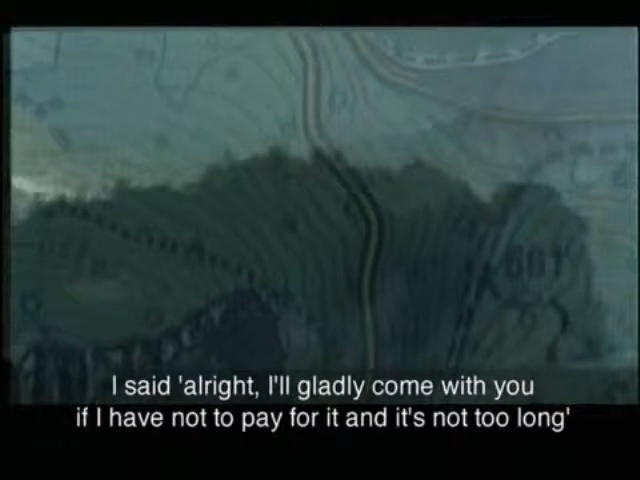 I said 'alright, I'll gladly come with you
if I have not to pay for it and it's not too long'